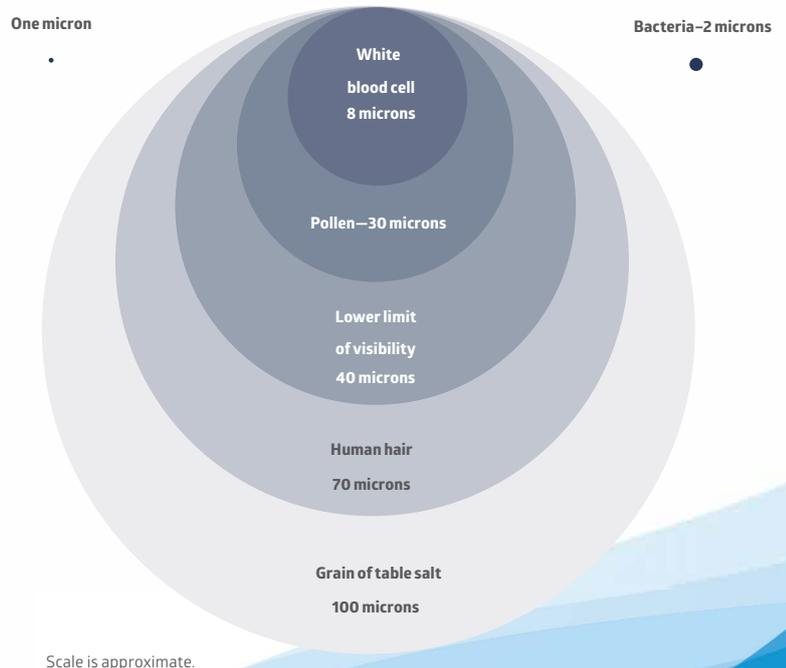 One micron
Bacteria–2 microns
White
blood cell
8 microns
Pollen—30 microns
Lower limit
of visibility
40 microns
Human hair
70 microns
Grain of table salt
100 microns
Scale is approximate.